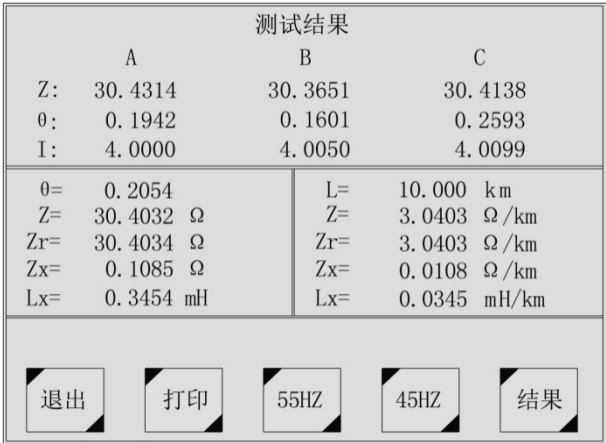 测试结果
A B C
Z: 30.4314 30.3651 30.4138
θ: 0.1942 0.1601 0.2593
I: 4.0000 4.0050 4.0099
θ= 0.2054
Z= 30.4032 Ω
Zr= 30.4034 Ω
Zx= 0.1085 Ω
Lx= 0.3454 mH
L= 10.000 km
Z= 3.0403 Ω/km
Zr= 3.0403 Ω/km
Zx= 0.0108 Ω/km
Lx= 0.0345 mH/km
退出 打印 55HZ 45HZ 结果